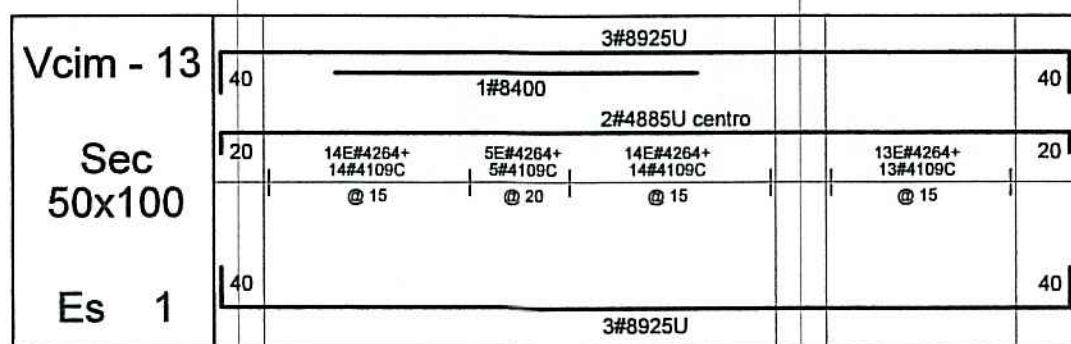 Vcim - 13
Sec
50x100
Es 1
3#8925U
40 40
1#8400
2#4885U centro
20 20
14E#4264+ 5E#4264+ 14E#4264+ 13E#4264+
14#4109C 5#4109C 14#4109C 13#4109C
@ 15 @ 20 @ 15 @ 15
40 40
3#8925U